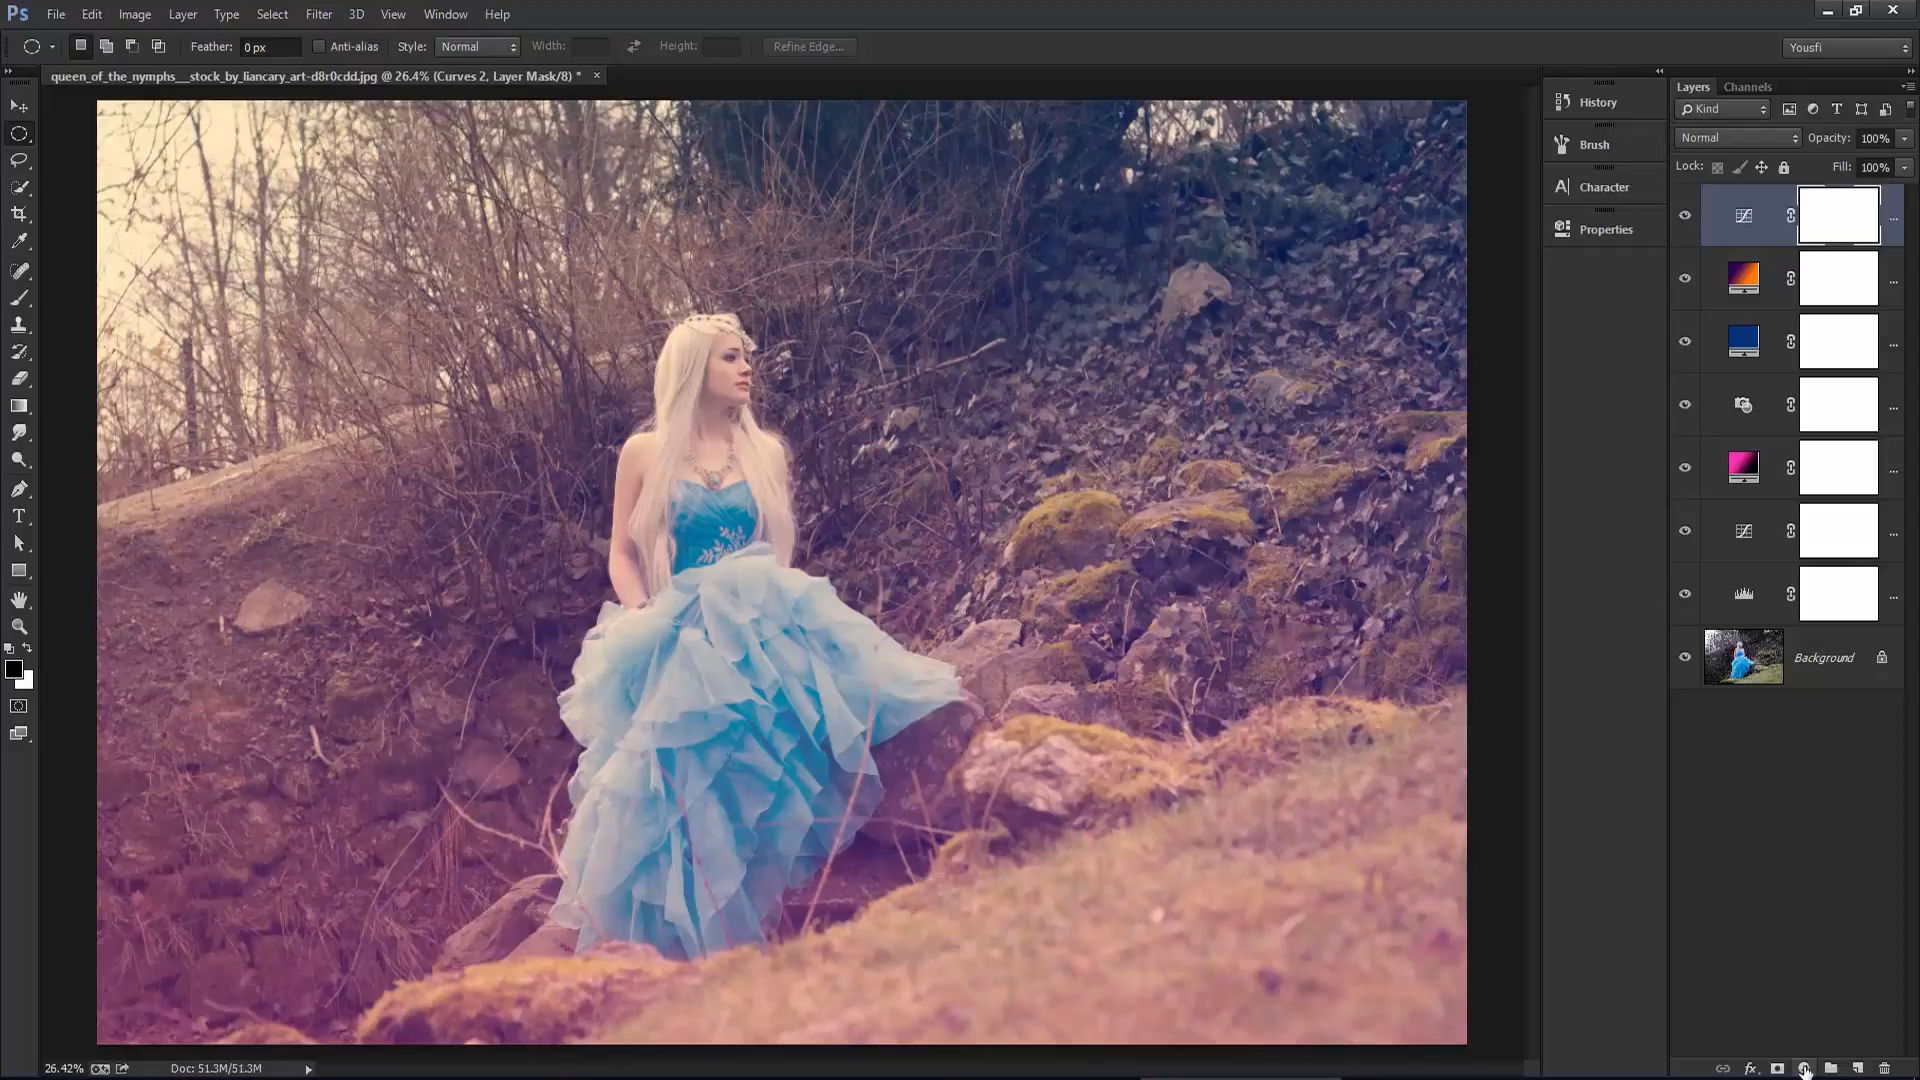 Ps File Edit Image Layer Type Select Filter 3D View Window Help
Feather: 0 px Anti-alias Style: Normal Width: Height: Refine Edge... Yousfi
queen_of_the_nymphs__stock_by_liancary_art-d8r0cdd.jpg @ 26.4% (Curves 2, Layer Mask/8) * ×
History
Brush
Character
Properties
Layers Channels
Kind
Normal Opacity: 100%
Lock: Fill: 100%
Background
26.42% Doc: 51.3M/51.3M